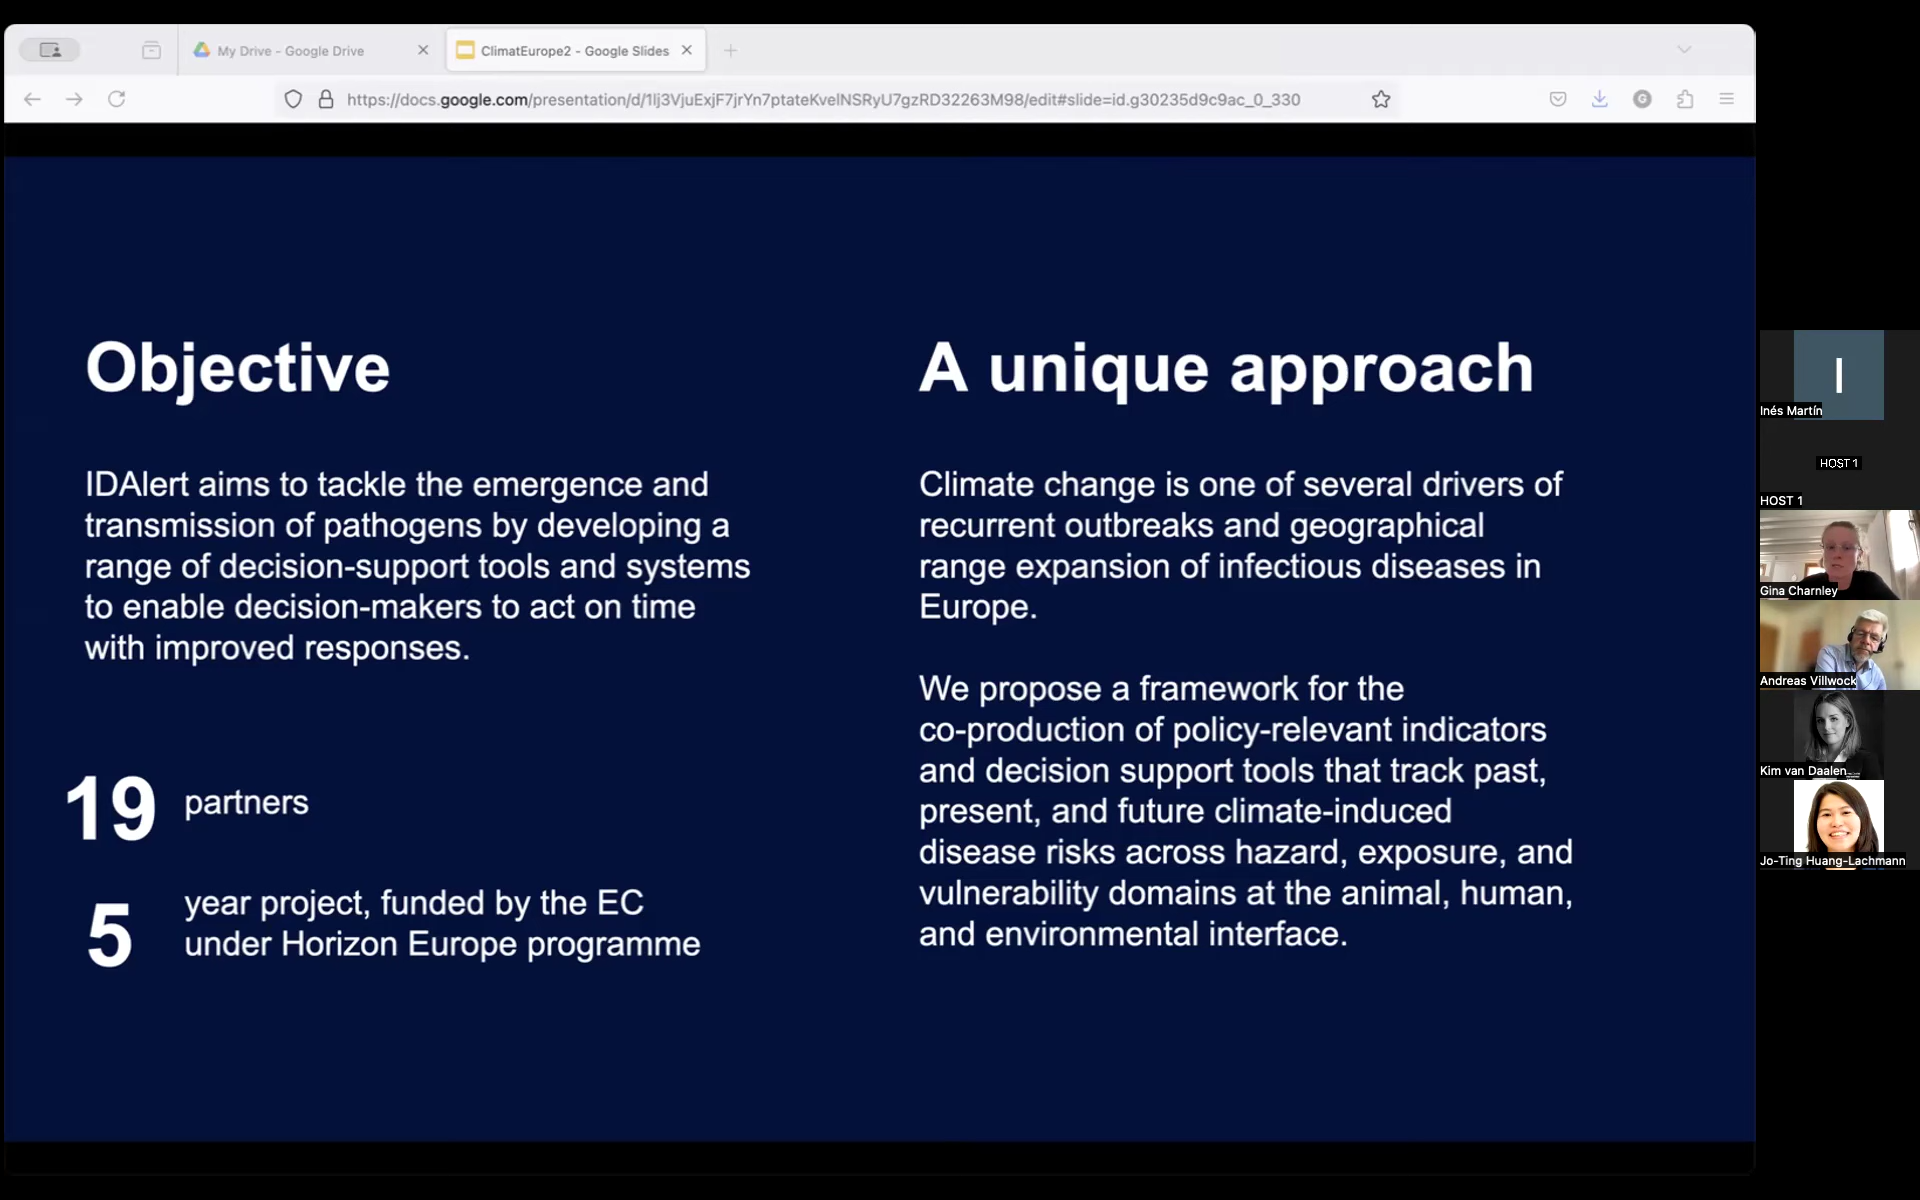 My Drive - Google Drive
ClimatEurope2 - Google Slides
https://docs.google.com/presentation/d/1lj3VjuExjF7jrYn7ptateKvelNSRyU7gzRD32263M98/edit#slide=id.g30235d9c9ac_0_330
G
Objective
IDAlert aims to tackle the emergence and
transmission of pathogens by developing a
range of decision-support tools and systems
to enable decision-makers to act on time
with improved responses.
19 partners
5 year project, funded by the EC
under Horizon Europe programme
A unique approach
Climate change is one of several drivers of
recurrent outbreaks and geographical
range expansion of infectious diseases in
Europe.
We propose a framework for the
co-production of policy-relevant indicators
and decision support tools that track past,
present, and future climate-induced
disease risks across hazard, exposure, and
vulnerability domains at the animal, human,
and environmental interface.
I
Inés Martín
HOST 1
HOST 1
Gina Charnley
Andreas Villwock
Kim van Daalen
Jo-Ting Huang-Lachmann